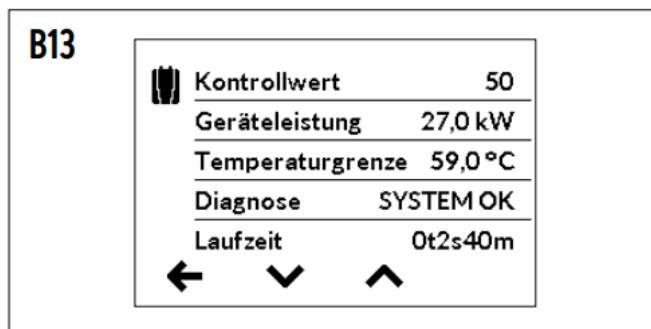 B13
Kontrollwert 50
Geräteleistung 27,0 kW
Temperaturgrenze 59,0 °C
Diagnose SYSTEM OK
Laufzeit 0t2s40m